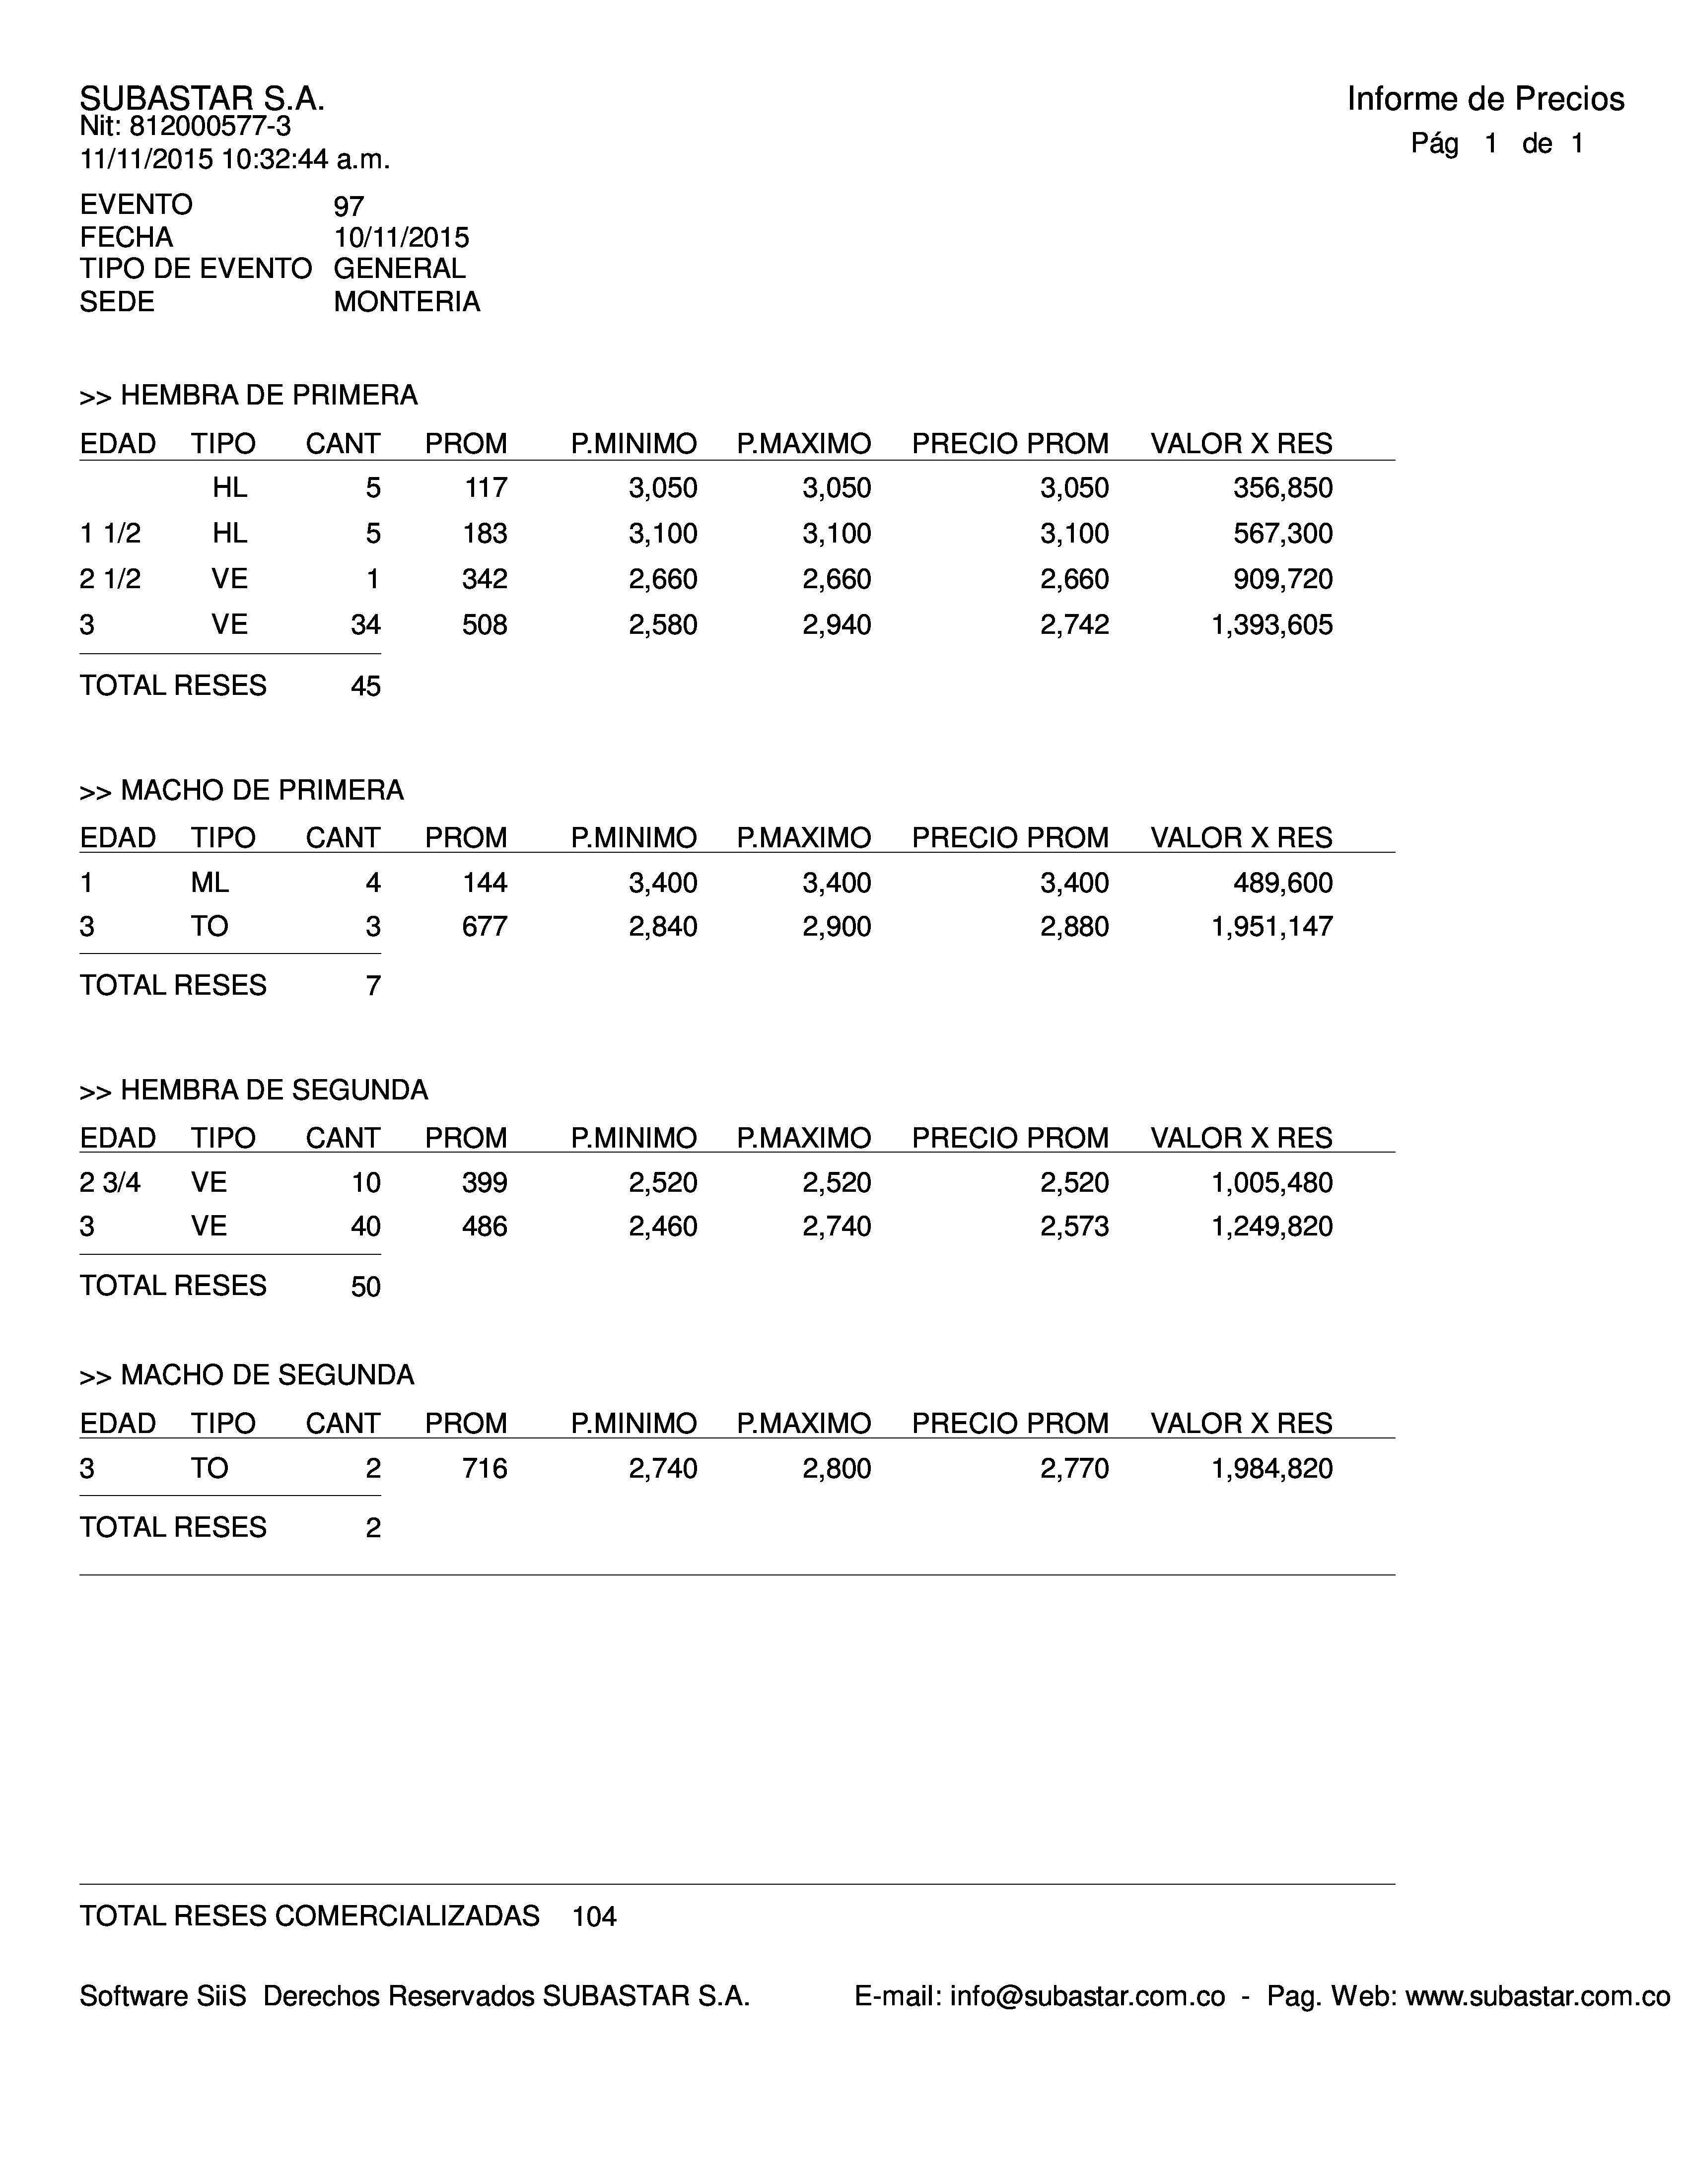 SUBASTAR S.A.
Informe de Precios
Nit: 812000577-3
Pág 1 de 1
11/11/2015 10:32:44 a.m.
EVENTO 97
FECHA 10/11/2015
TIPO DE EVENTO GENERAL
SEDE MONTERIA
>> HEMBRA DE PRIMERA
EDAD TIPO CANT PROM P.MINIMO P.MAXIMO PRECIO PROM VALOR X RES
HL 5 117 3,050 3,050 3,050 356,850
1 1/2 HL 5 183 3,100 3,100 3,100 567,300
2 1/2 VE 1 342 2,660 2,660 2,660 909,720
3 VE 34 508 2,580 2,940 2,742 1,393,605
TOTAL RESES 45
>> MACHO DE PRIMERA
EDAD TIPO CANT PROM P.MINIMO P.MAXIMO PRECIO PROM VALOR X RES
1 ML 4 144 3,400 3,400 3,400 489,600
3 TO 3 677 2,840 2,900 2,880 1,951,147
TOTAL RESES 7
>> HEMBRA DE SEGUNDA
EDAD TIPO CANT PROM P.MINIMO P.MAXIMO PRECIO PROM VALOR X RES
2 3/4 VE 10 399 2,520 2,520 2,520 1,005,480
3 VE 40 486 2,460 2,740 2,573 1,249,820
TOTAL RESES 50
>> MACHO DE SEGUNDA
EDAD TIPO CANT PROM P.MINIMO P.MAXIMO PRECIO PROM VALOR X RES
3 TO 2 716 2,740 2,800 2,770 1,984,820
TOTAL RESES 2
TOTAL RESES COMERCIALIZADAS 104
Software SiiS Derechos Reservados SUBASTAR S.A. E-mail: info@subastar.com.co - Pag. Web: www.subastar.com.co